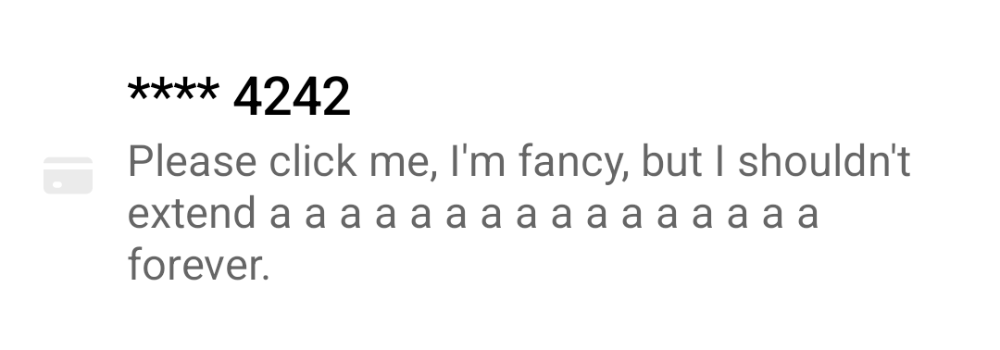 **** 4242
Please click me, I'm fancy, but I shouldn't
extend a a a a a a a a a a a a a a a a
forever.